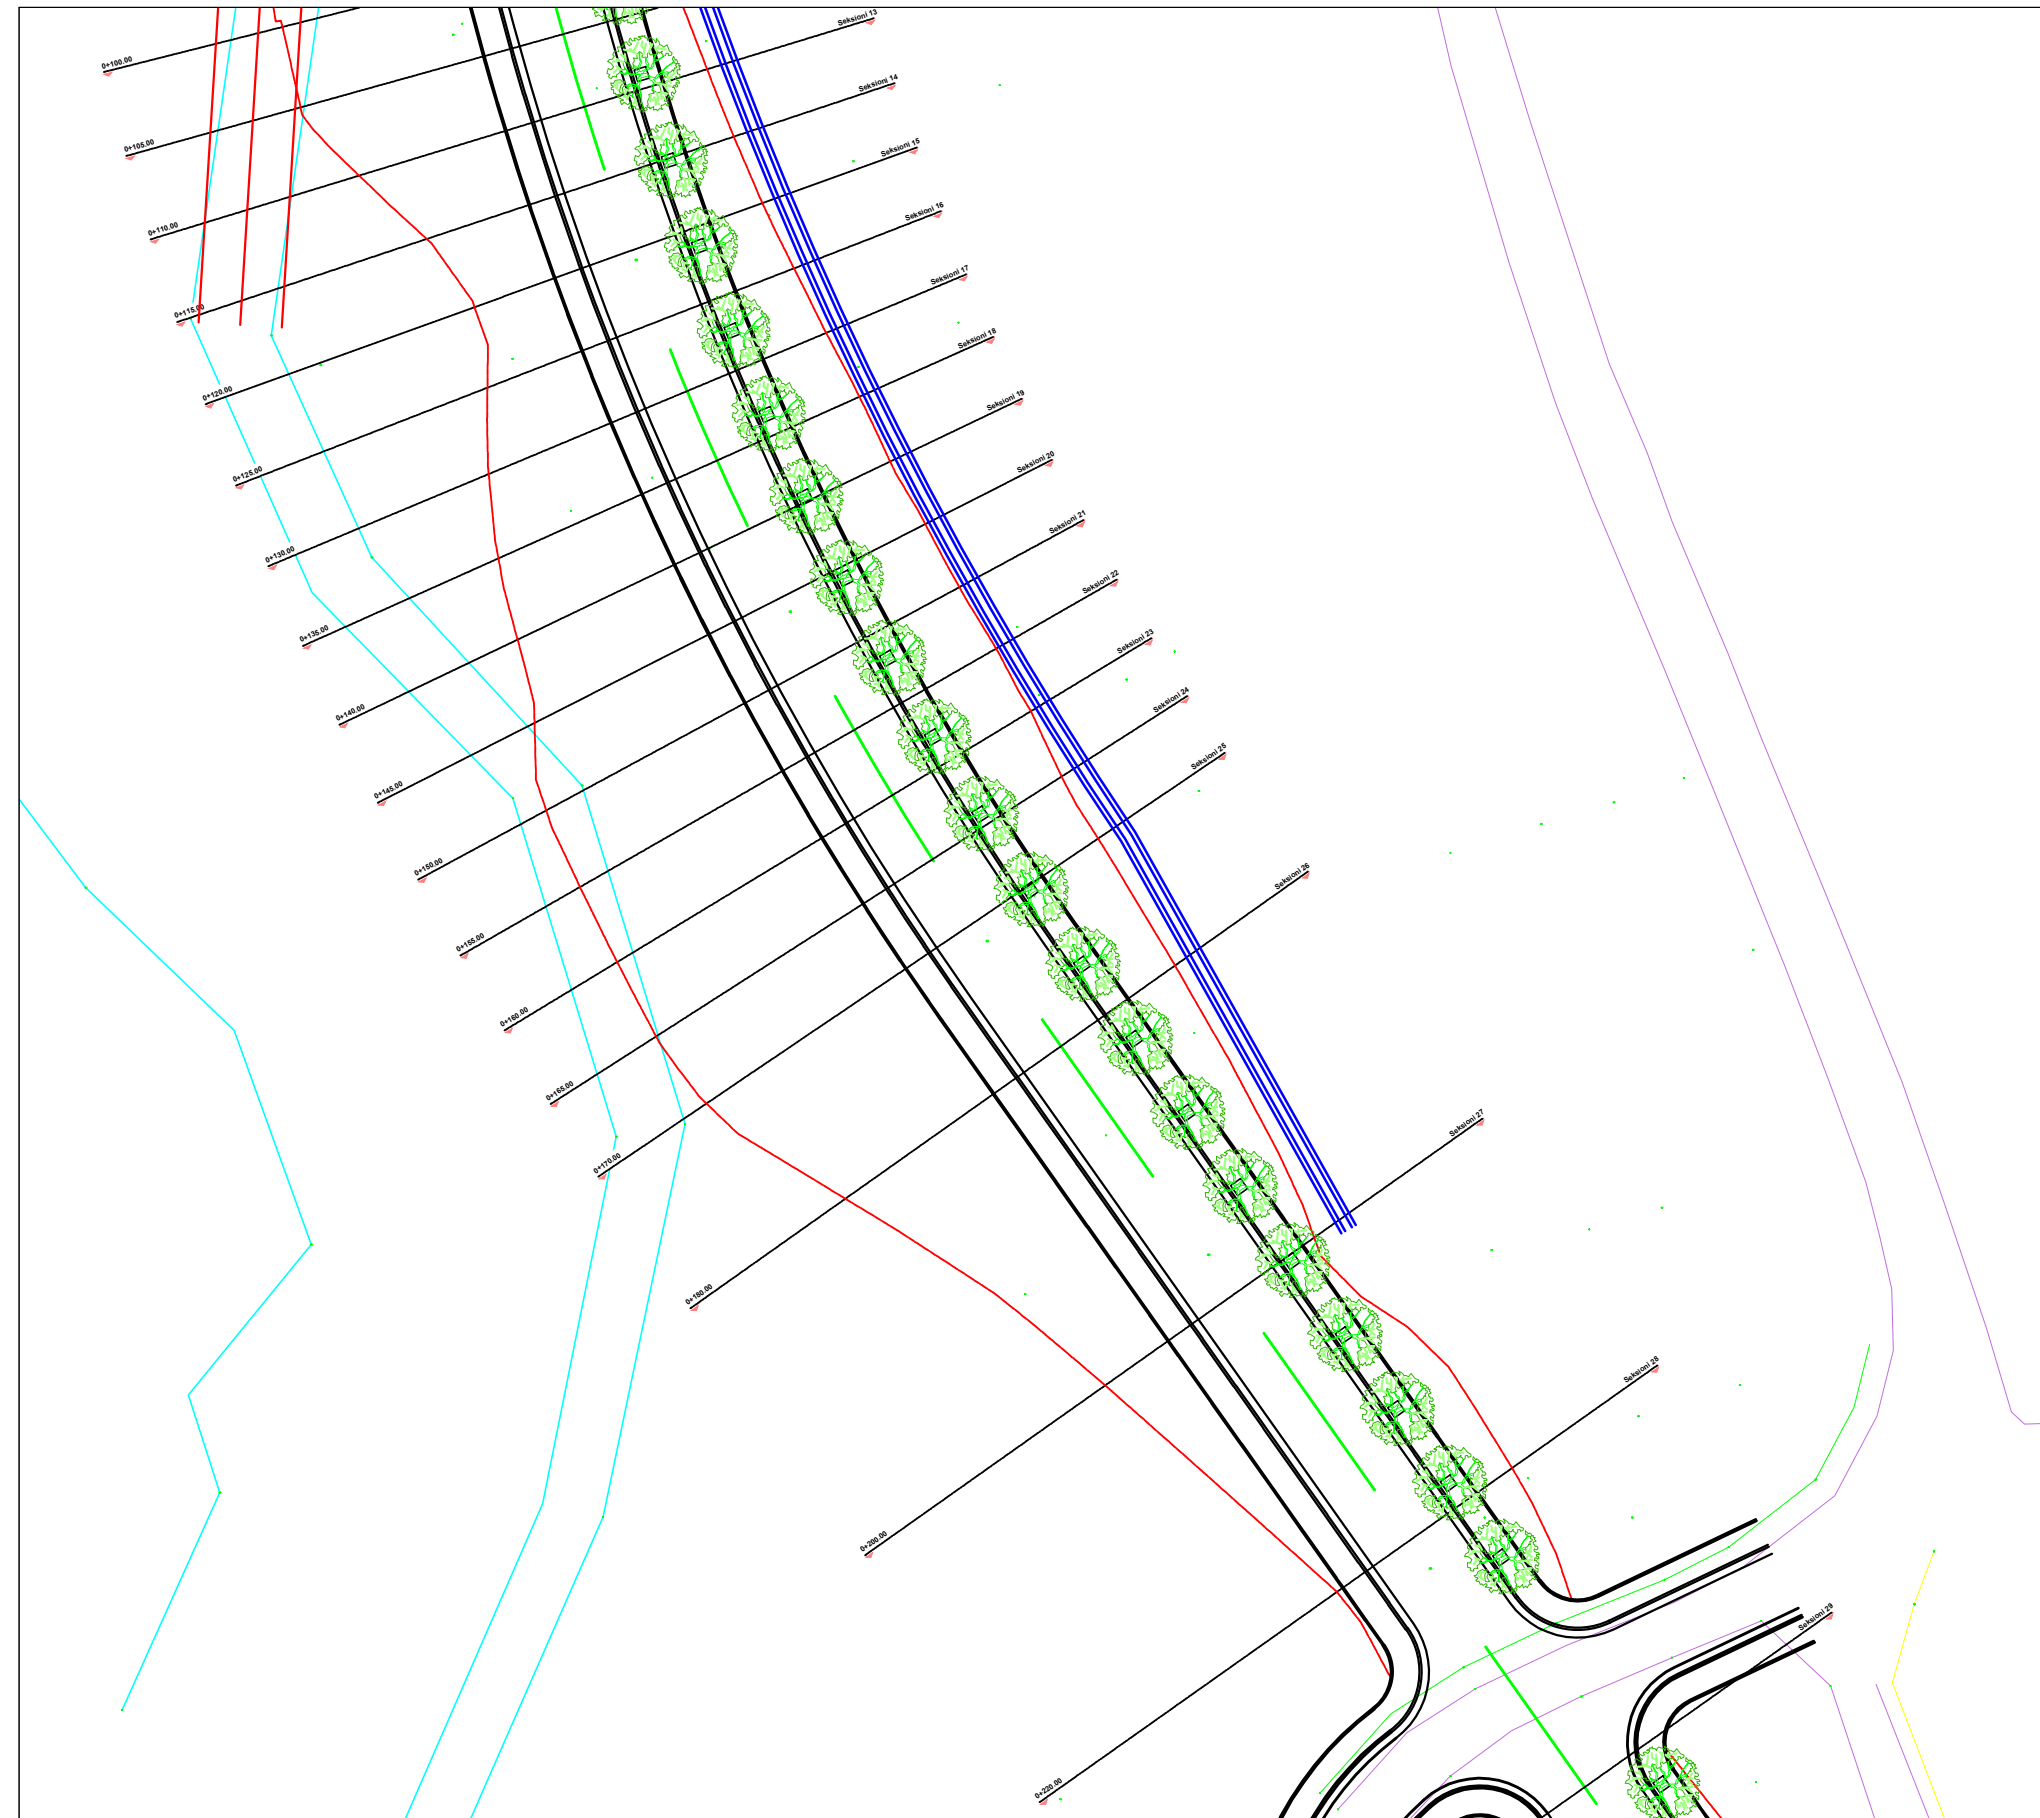 Seksioni 13
0+100.00
Seksioni 14
0+105.00
Seksioni 15
0+110.00
Seksioni 16
0+115.00
Seksioni 17
0+120.00
Seksioni 18
0+125.00
Seksioni 19
0+130.00
Seksioni 20
0+135.00
Seksioni 21
0+140.00
Seksioni 22
0+145.00
Seksioni 23
0+150.00
Seksioni 24
0+155.00
Seksioni 25
0+160.00
Seksioni 26
0+165.00
Seksioni 27
0+170.00
0+180.00
Seksioni 28
0+200.00
Seksioni 29
0+220.00